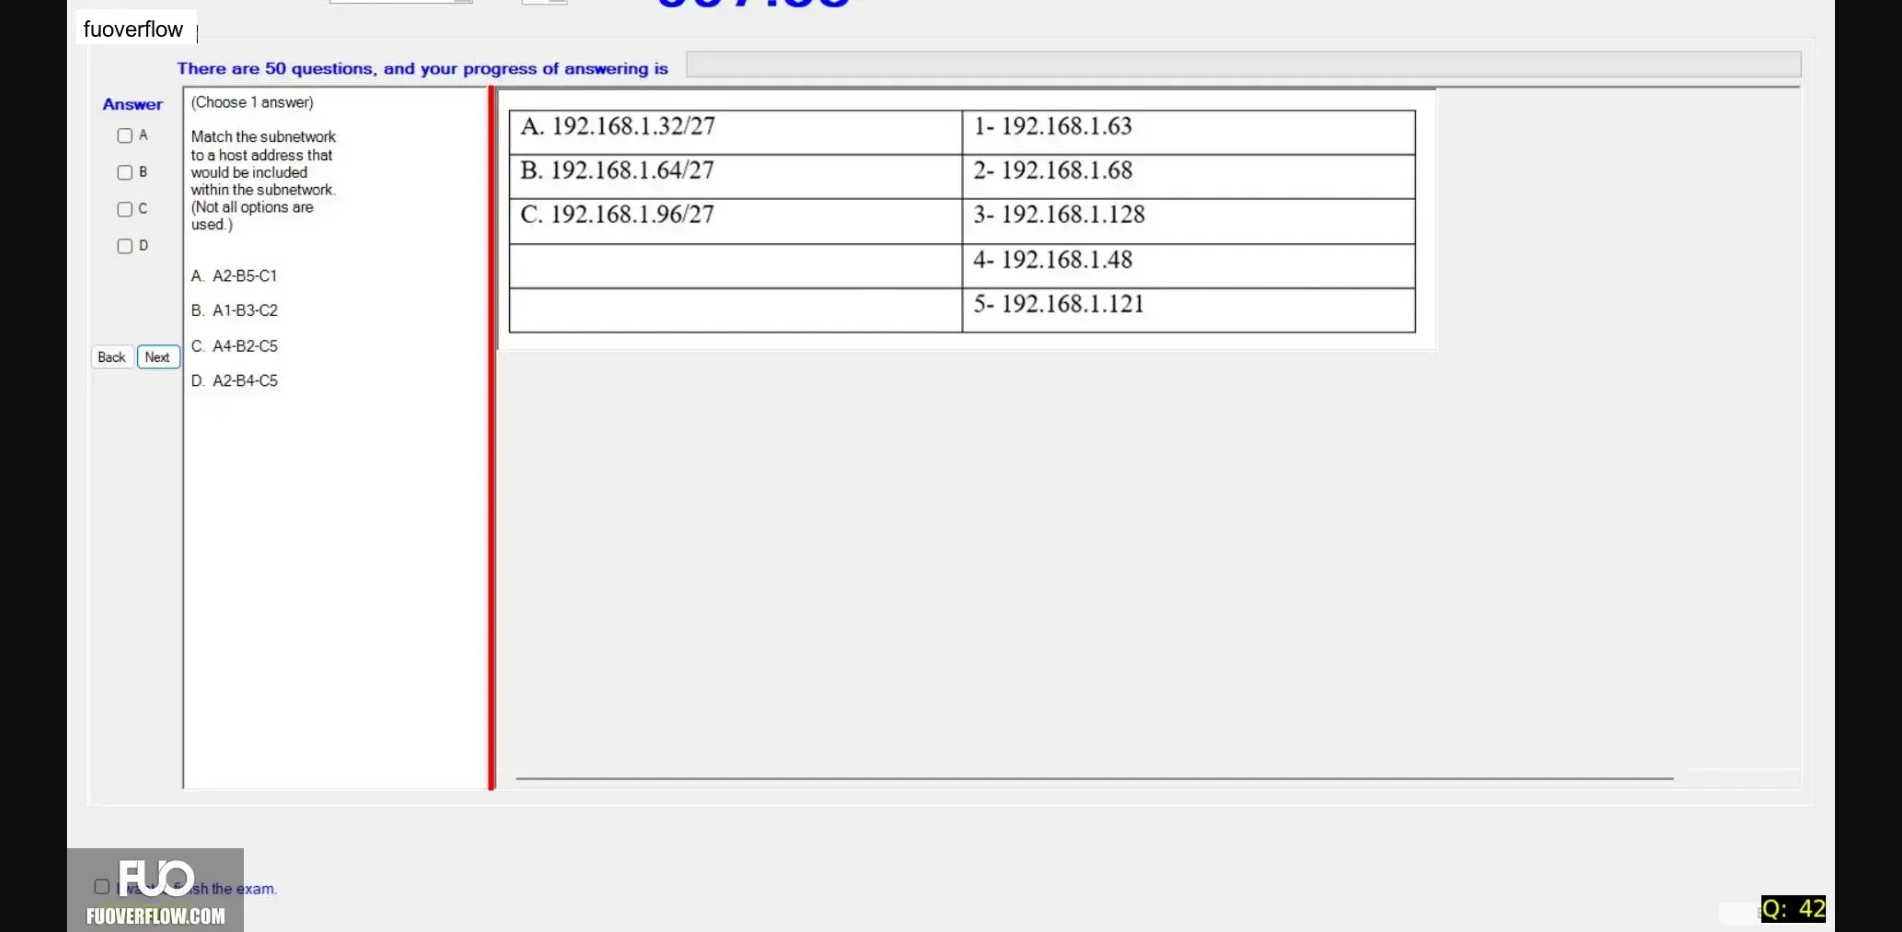 fuoverflow
There are 50 questions, and your progress of answering is
Answer
A
B
C
D
Back
Next
(Choose 1 answer)
Match the subnetwork
to a host address that
would be included
within the subnetwork.
(Not all options are
used.)
A. A2-B5-C1
B. A1-B3-C2
C. A4-B2-C5
D. A2-B4-C5
A. 192.168.1.32/27 1- 192.168.1.63
B. 192.168.1.64/27 2- 192.168.1.68
C. 192.168.1.96/27 3- 192.168.1.128
4- 192.168.1.48
5- 192.168.1.121
FUO
the exam.
FUOVERFLOW.COM
Q: 42